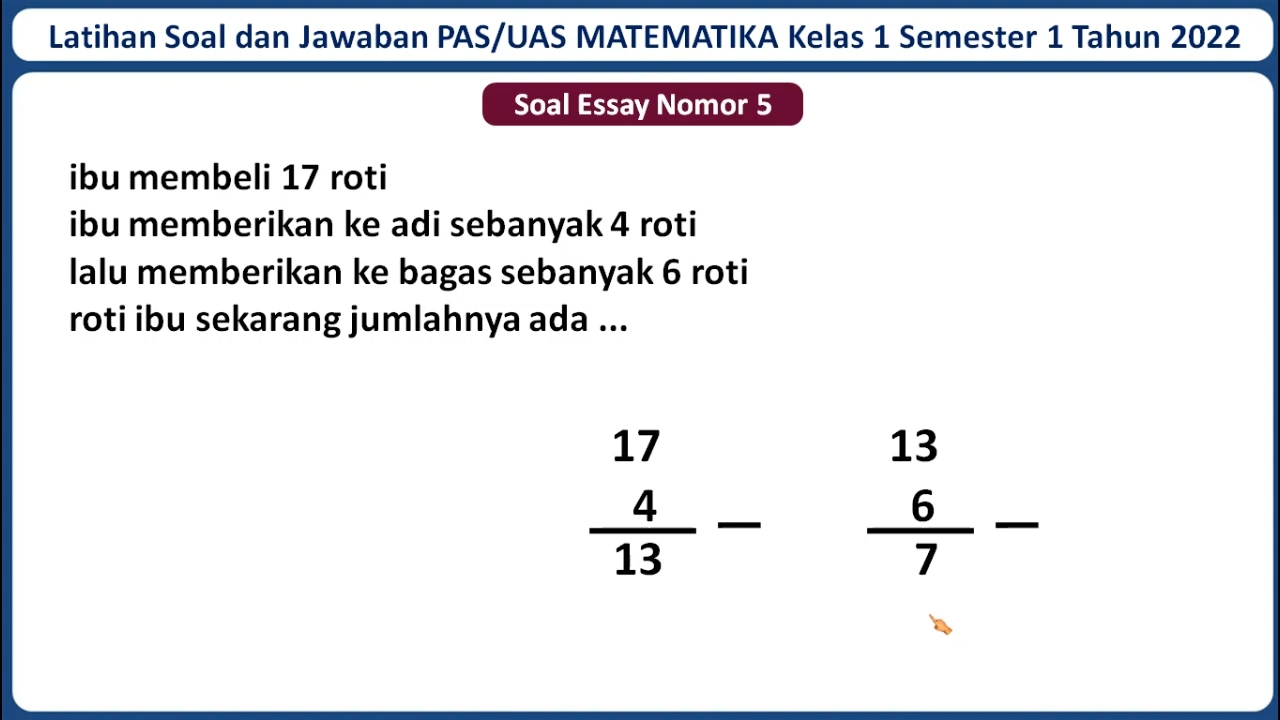 Latihan Soal dan Jawaban PAS/UAS MATEMATIKA Kelas 1 Semester 1 Tahun 2022
Soal Essay Nomor 5
ibu membeli 17 roti
ibu memberikan ke adi sebanyak 4 roti
lalu memberikan ke bagas sebanyak 6 roti
roti ibu sekarang jumlahnya ada ...
17
4 —
13
13
6 —
7